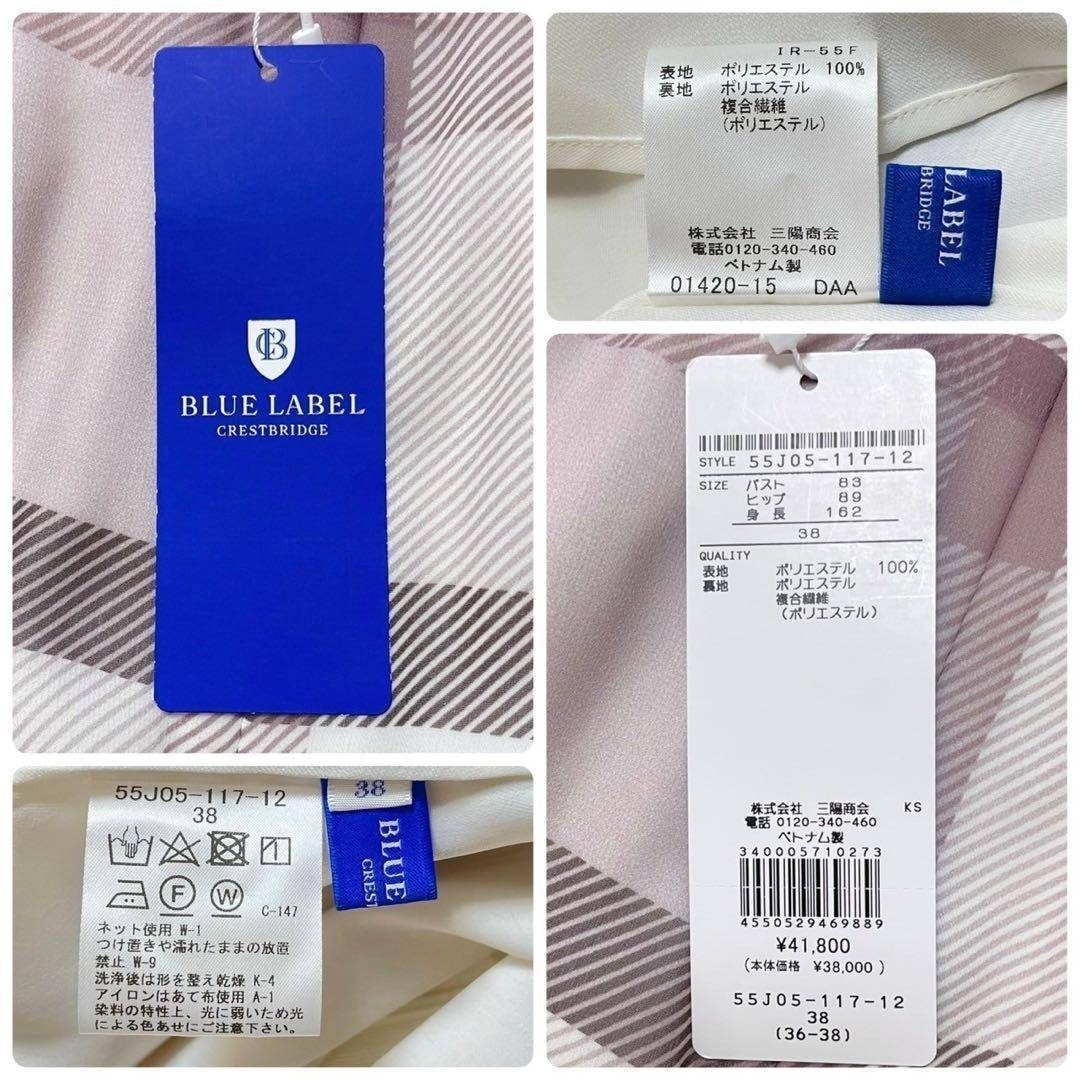 CB
BLUE LABEL
CRESTBRIDGE
IR-55F
表地 ポリエステル 100%
裏地 ポリエステル
複合繊維
(ポリエステル)
株式会社 三陽商会
電話0120-340-460
ベトナム製
01420-15 DAA
LABEL
BRIDGE
STYLE 55J05-117-12
SIZE バスト 83
ヒップ 89
身長 162
38
QUALITY
表地 ポリエステル 100%
裏地 ポリエステル
複合繊維
(ポリエステル)
株式会社 三陽商会 KS
電話 0120-340-460
ベトナム製
340005710273
4550529469889
¥41,800
(本体価格 ¥38,000)
55J05-117-12
38
(36-38)
55J05-117-12
38
F W
C-147
ネット使用 W-1
つけ置きや濡れたままの放置
禁止 W-9
洗浄後は形を整え乾燥 K-4
アイロンはあて布使用 A-1
染料の特性上、光に弱いため光
による色あせにご注意下さい。
38
BLUE
CREST